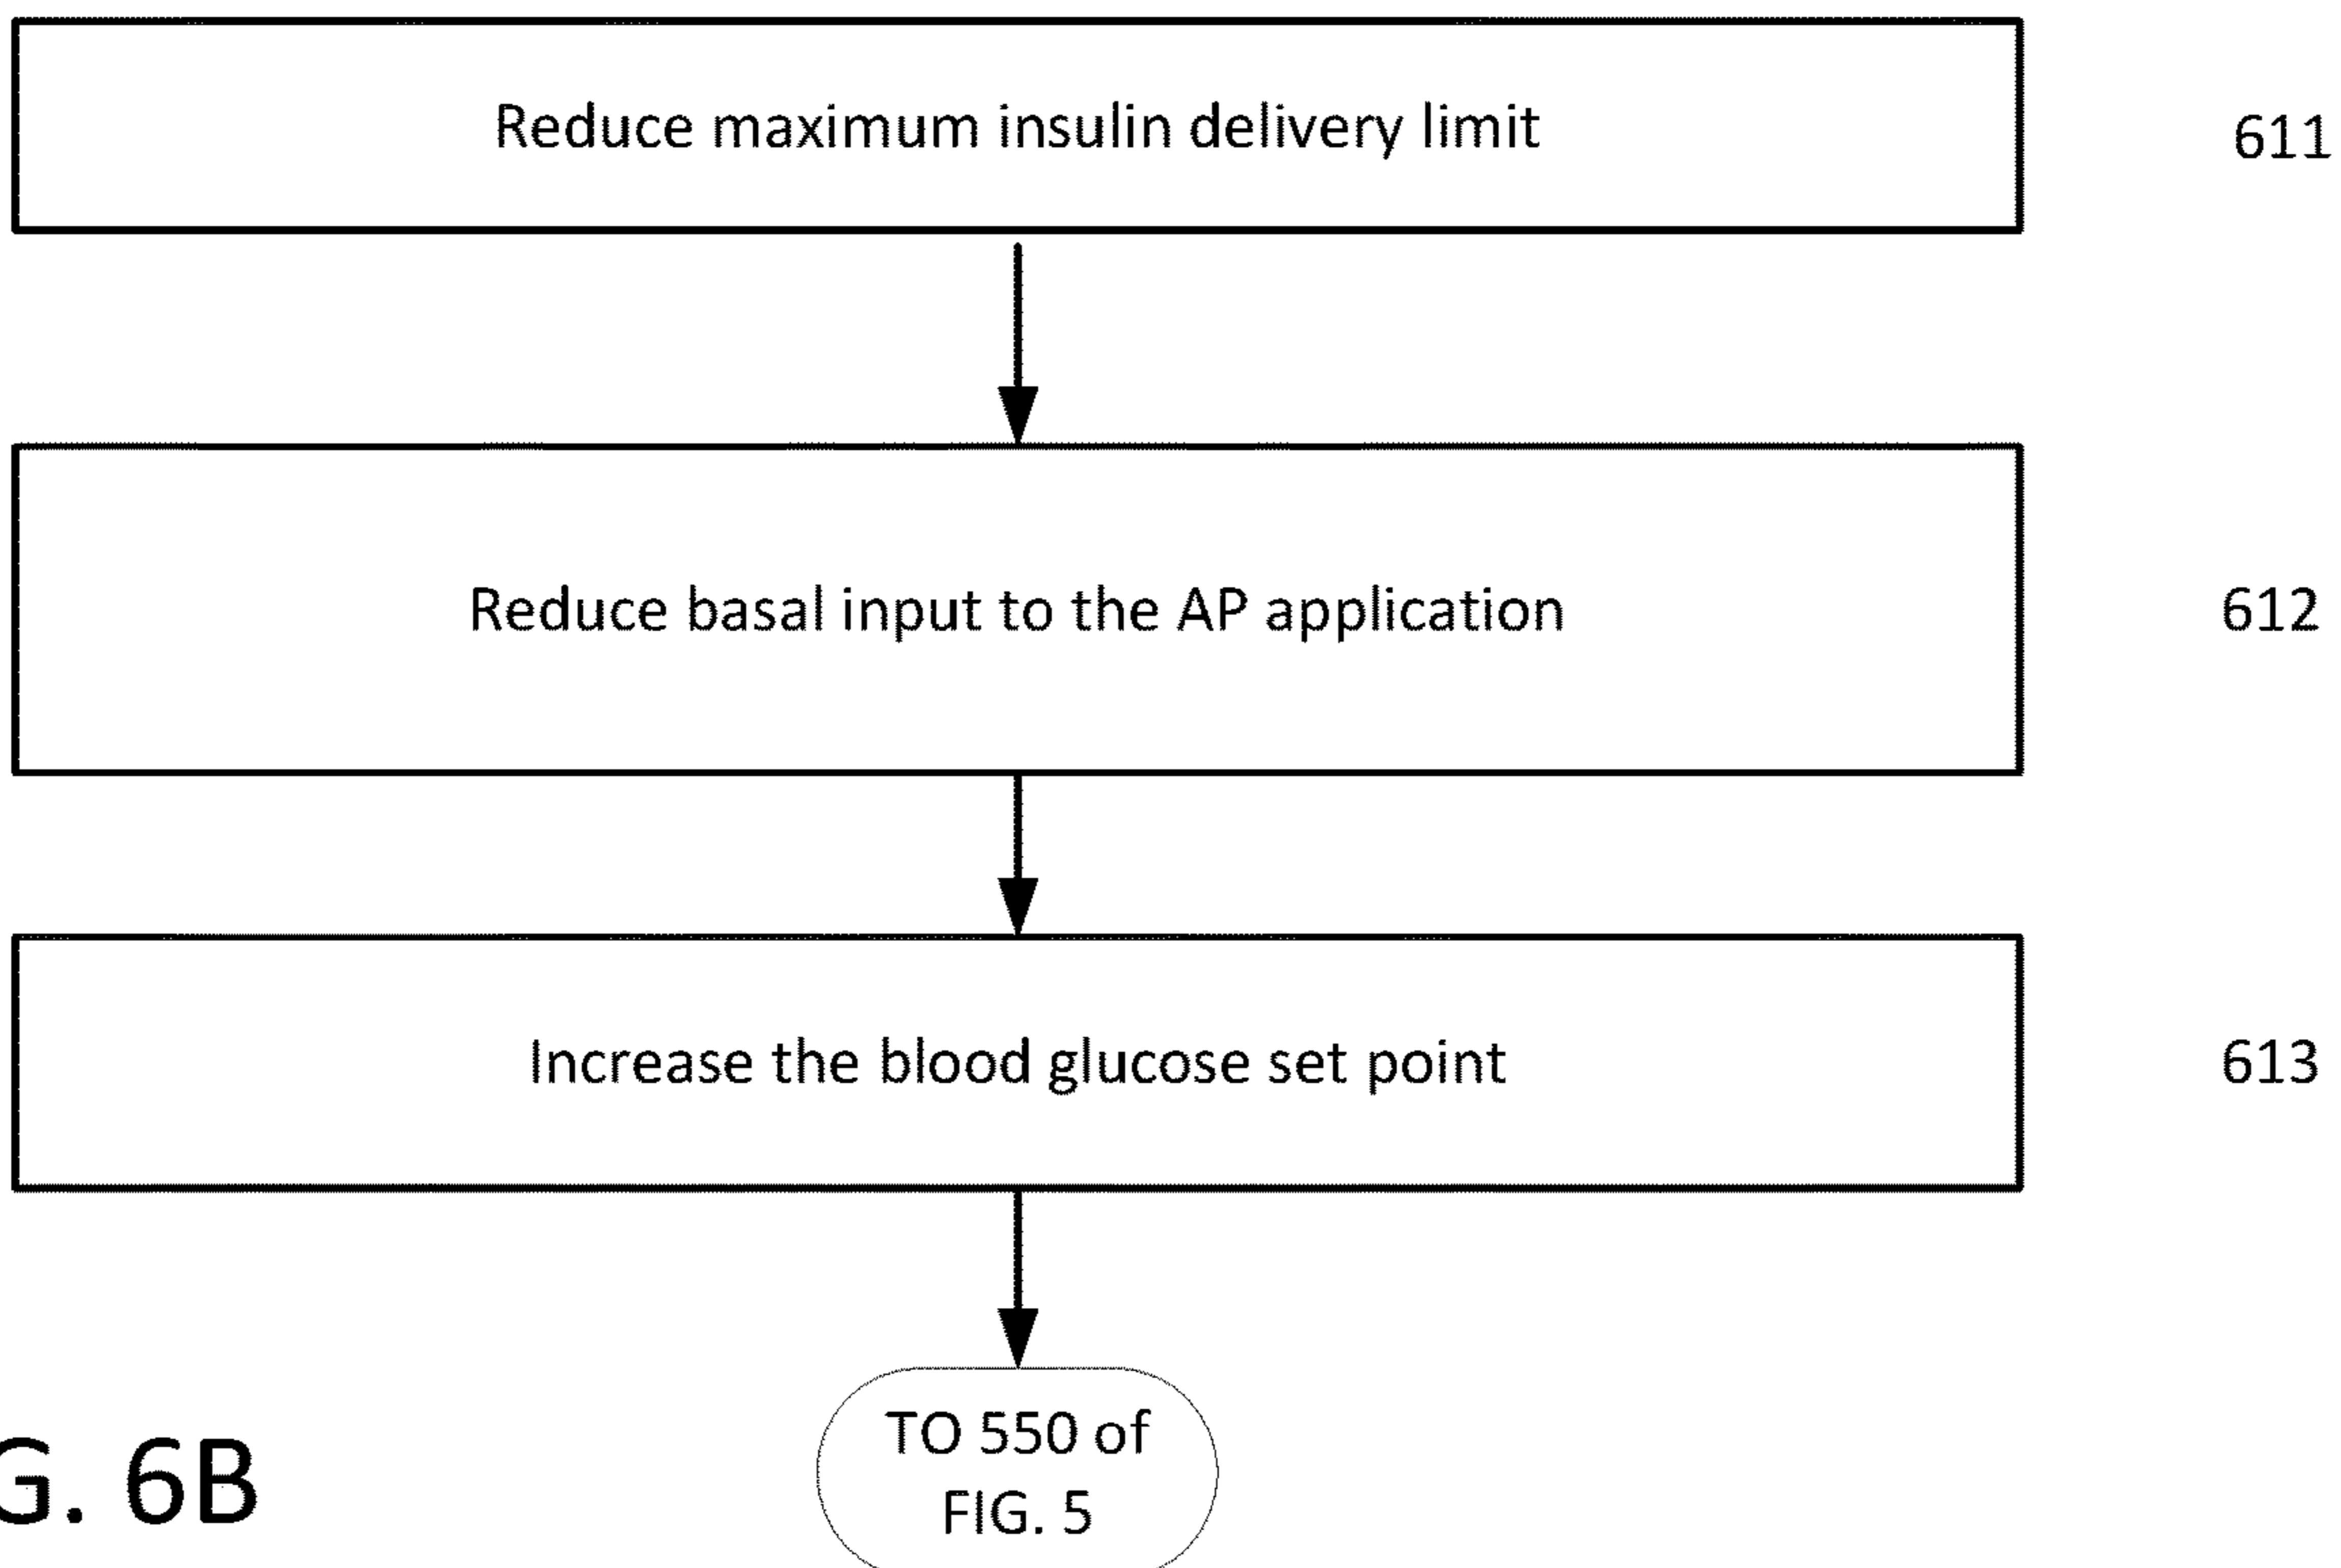 Reduce maximum insulin delivery limit
611
Reduce basal input to the AP application
612
Increase the blood glucose set point
613
TO 550 of
FIG. 5
G. 6B